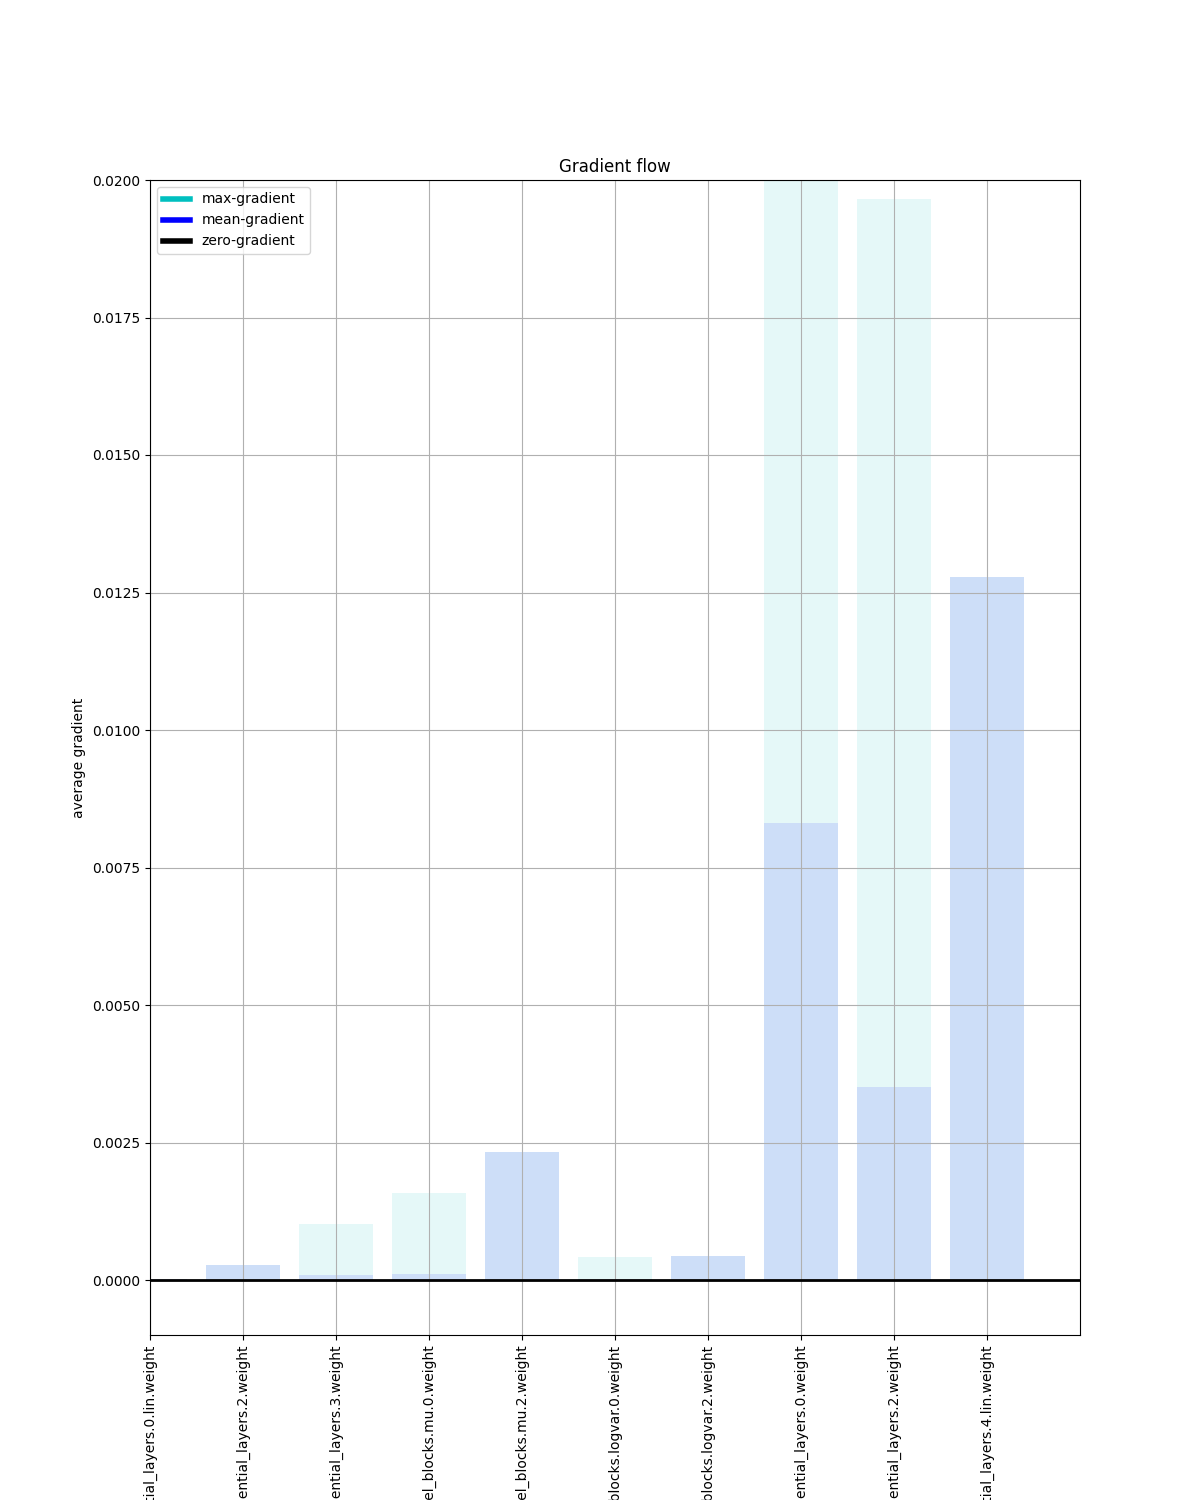 Gradient flow
max-gradient
mean-gradient
zero-gradient
0.0200
0.0175
0.0150
0.0125
0.0100
0.0075
0.0050
0.0025
0.0000
average gradient
tial_layers.0.lin.weight
ential_layers.2.weight
ential_layers.3.weight
el_blocks.mu.0.weight
el_blocks.mu.2.weight
blocks.logvar.0.weight
blocks.logvar.2.weight
ential_layers.0.weight
ential_layers.2.weight
tial_layers.4.lin.weight